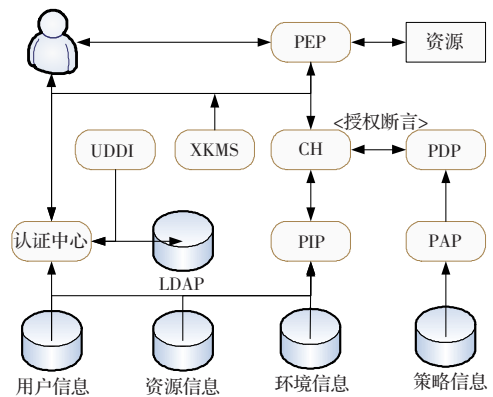 PEP
资源
<授权断言>
UDDI
XKMS
CH
PDP
认证中心
PIP
PAP
LDAP
用户信息
资源信息
环境信息
策略信息